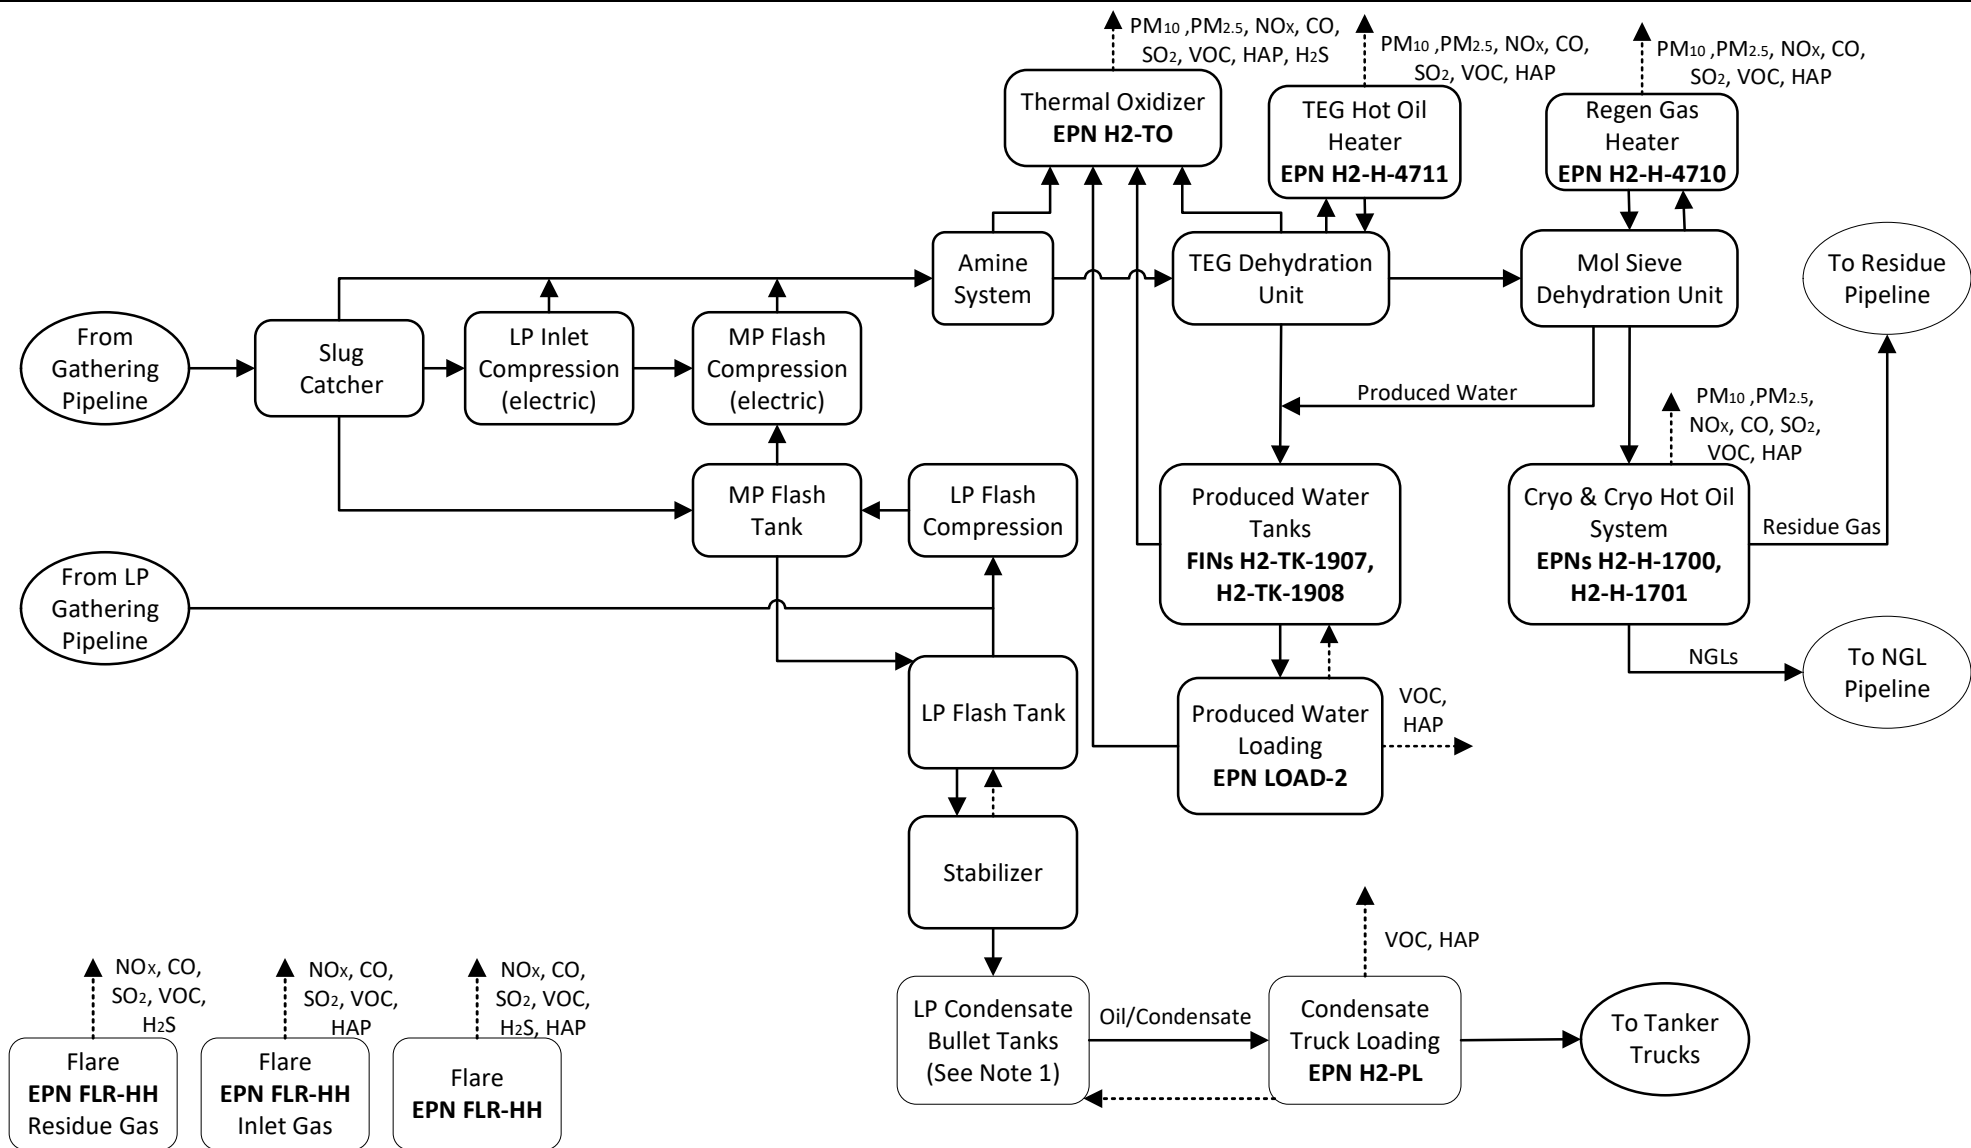 PM10 ,PM2.5, NOX, CO,
SO2, VOC, HAP, H2S
PM10 ,PM2.5, NOX, CO,
SO2, VOC, HAP
PM10 ,PM2.5, NOX, CO,
SO2, VOC, HAP
Thermal Oxidizer
EPN H2-TO
TEG Hot Oil
Heater
EPN H2-H-4711
Regen Gas
Heater
EPN H2-H-4710
Amine
System
TEG Dehydration
Unit
Mol Sieve
Dehydration Unit
To Residue
Pipeline
From
Gathering
Pipeline
Slug
Catcher
LP Inlet
Compression
(electric)
MP Flash
Compression
(electric)
Produced Water
PM10 ,PM2.5,
NOX, CO, SO2,
VOC, HAP
MP Flash
Tank
LP Flash
Compression
Produced Water
Tanks
FINs H2-TK-1907,
H2-TK-1908
Cryo & Cryo Hot Oil
System
EPNs H2-H-1700,
H2-H-1701
Residue Gas
From LP
Gathering
Pipeline
NGLs
To NGL
Pipeline
LP Flash Tank
Produced Water
Loading
EPN LOAD-2
VOC,
HAP
Stabilizer
VOC, HAP
LP Condensate
Bullet Tanks
(See Note 1)
Oil/Condensate
Condensate
Truck Loading
EPN H2-PL
To Tanker
Trucks
NOX, CO,
SO2, VOC,
H2S
Flare
EPN FLR-HH
Residue Gas
NOX, CO,
SO2, VOC,
HAP
Flare
EPN FLR-HH
Inlet Gas
NOX, CO,
SO2, VOC,
H2S, HAP
Flare
EPN FLR-HH